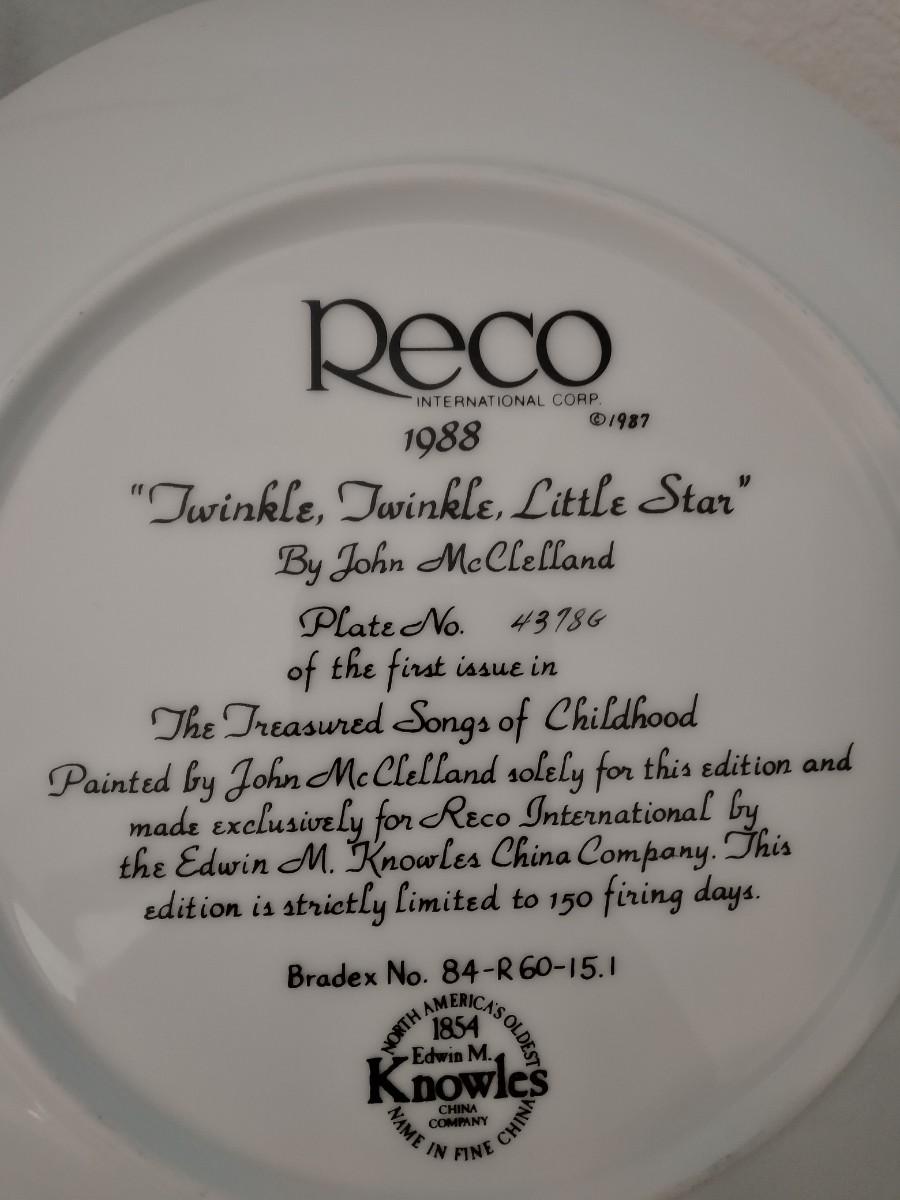 Reco
INTERNATIONAL CORP.
©1987
1988
"Twinkle, Twinkle, Little Star"
By John McClelland
Plate No. 4378G
of the first issue in
The Treasured Songs of Childhood
Painted by John McClelland solely for this edition and
made exclusively for Reco International by
the Edwin M. Knowles China Company. This
edition is strictly limited to 150 firing days.
Bradex No. 84-R60-15.1
NORTH AMERICA'S OLDEST
1854
Edwin M.
Knowles
CHINA
COMPANY
NAME IN FINE CHINA